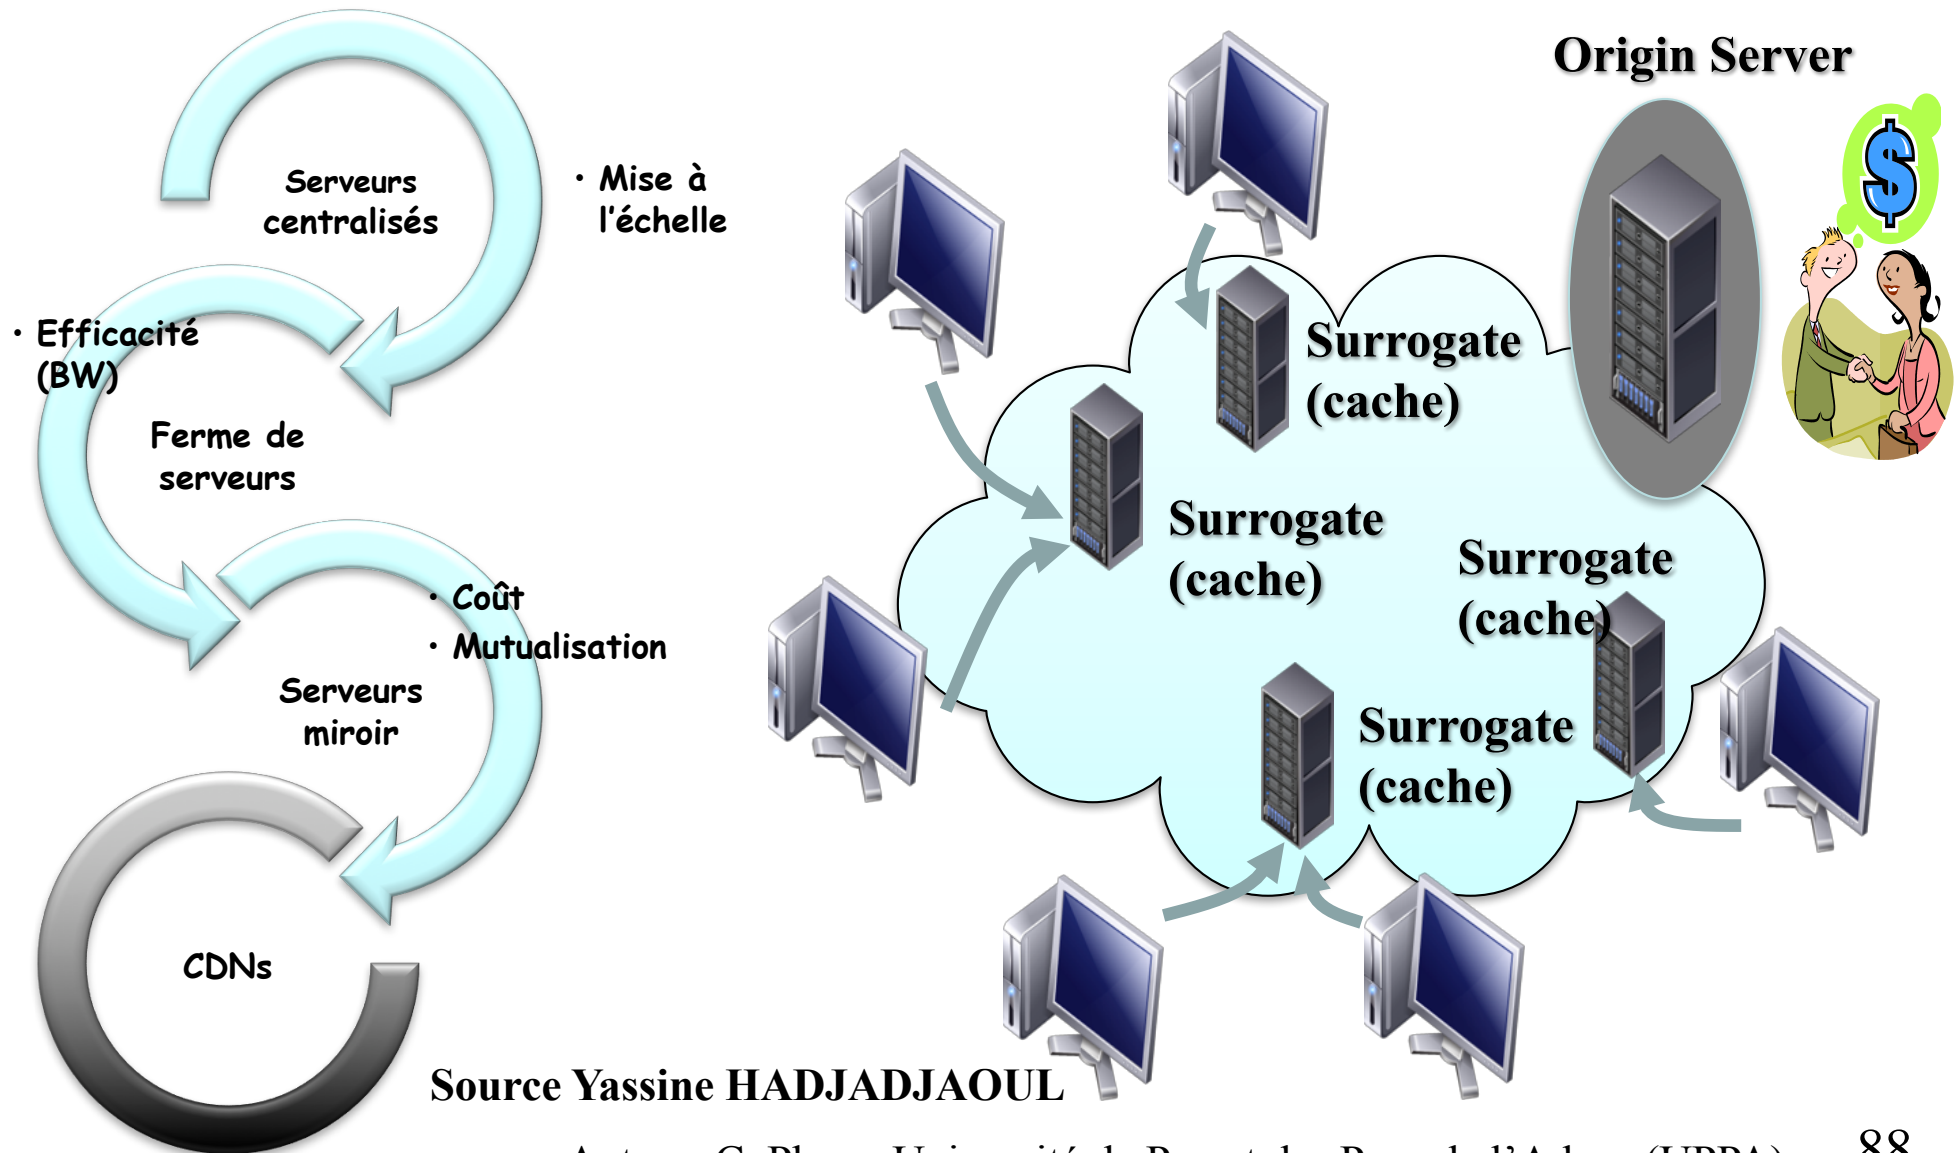 Serveurs
centralisés
• Mise à
l'échelle
• Efficacité
(BW)
Ferme de
serveurs
• Coût
• Mutualisation
Serveurs
miroir
CDNs
Origin Server
$
Surrogate
(cache)
Surrogate
(cache)
Surrogate
(cache)
Surrogate
(cache)
Source Yassine HADJADJAOUL
88